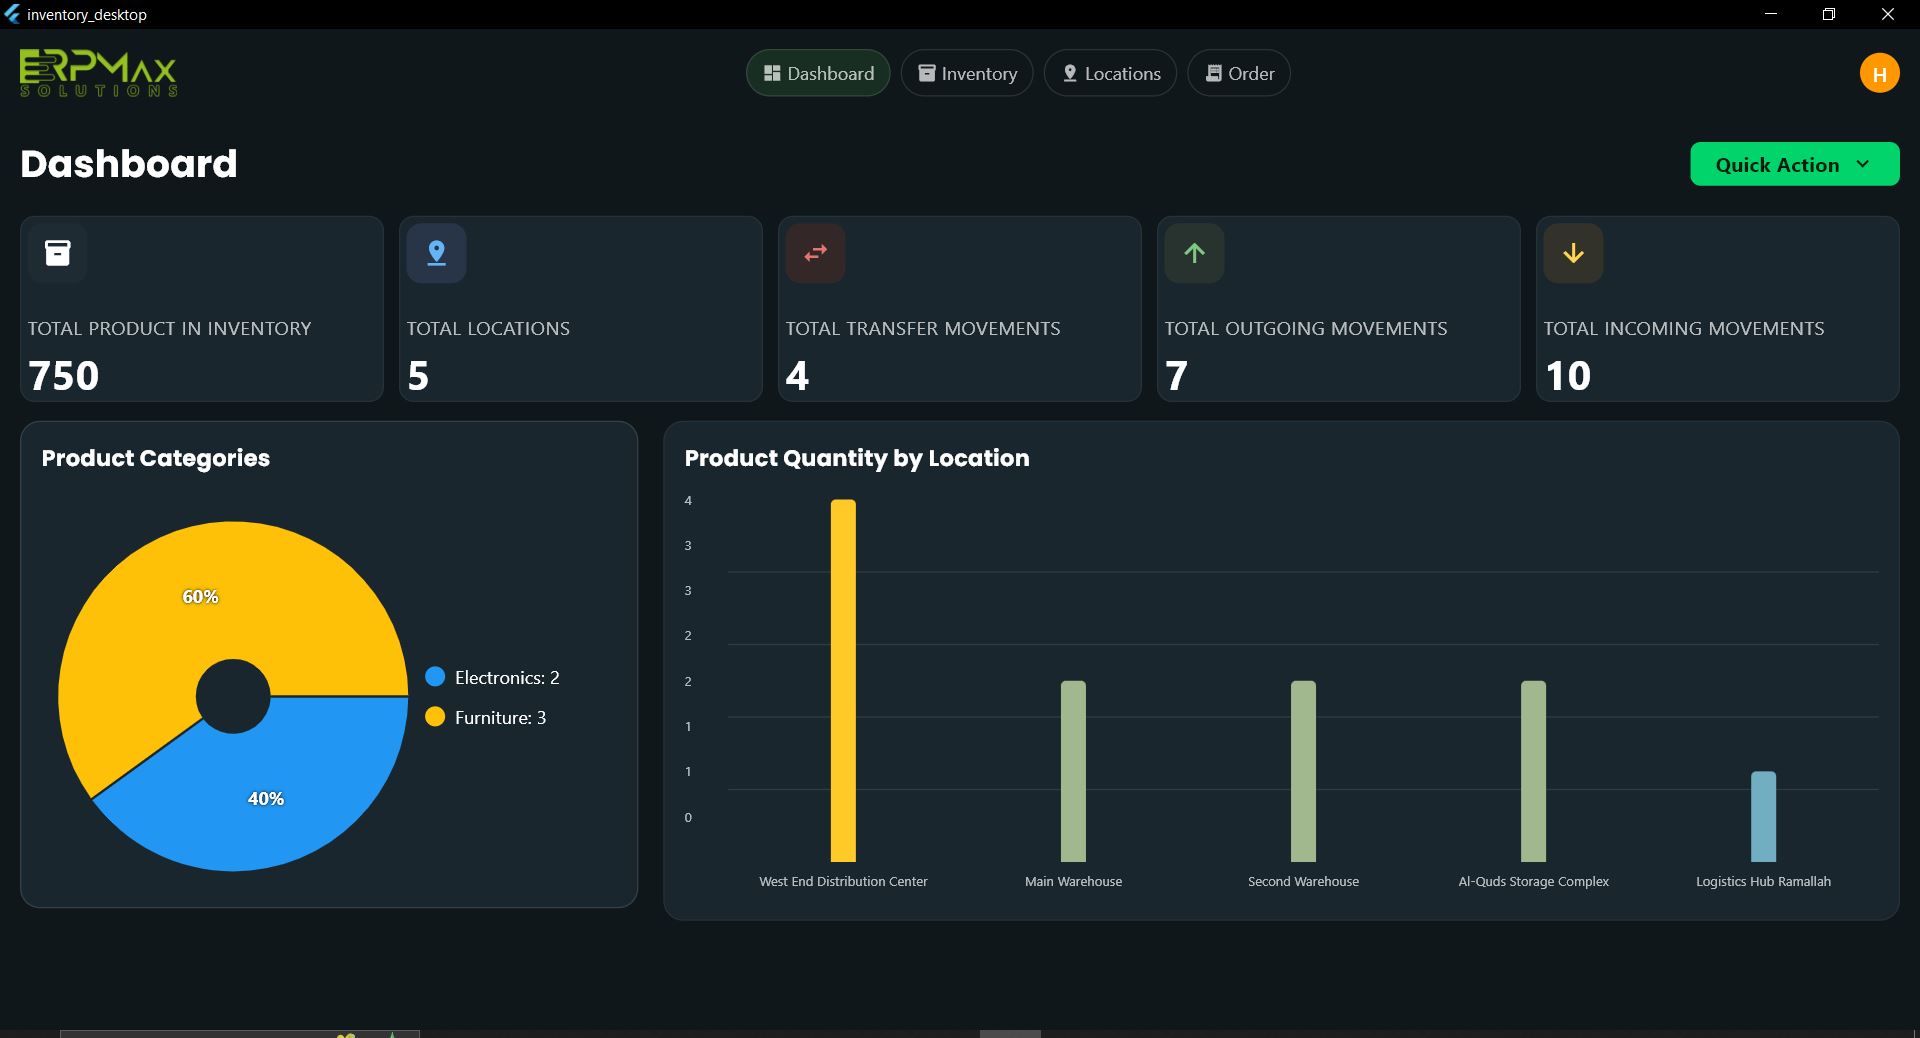 inventory_desktop
ERPMAX
SOLUTIONS
Dashboard
Inventory
Locations
Order
H
Dashboard
Quick Action
TOTAL PRODUCT IN INVENTORY
750
TOTAL LOCATIONS
5
TOTAL TRANSFER MOVEMENTS
4
TOTAL OUTGOING MOVEMENTS
7
TOTAL INCOMING MOVEMENTS
10
Product Categories
60%
40%
Electronics: 2
Furniture: 3
Product Quantity by Location
4
3
3
2
2
1
1
0
West End Distribution Center
Main Warehouse
Second Warehouse
Al-Quds Storage Complex
Logistics Hub Ramallah